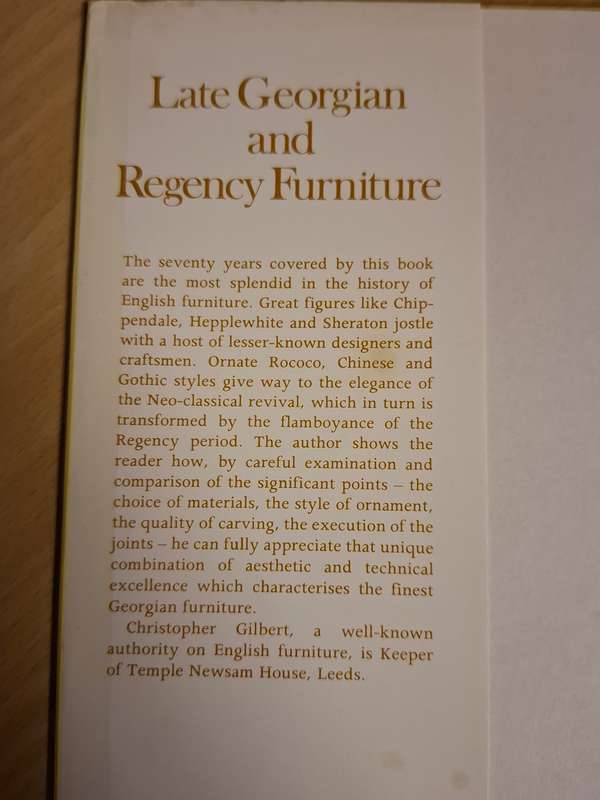 Late Georgian
and
Regency Furniture
The seventy years covered by this book
are the most splendid in the history of
English furniture. Great figures like Chip-
pendale, Hepplewhite and Sheraton jostle
with a host of lesser-known designers and
craftsmen. Ornate Rococo, Chinese and
Gothic styles give way to the elegance of
the Neo-classical revival, which in turn is
transformed by the flamboyance of the
Regency period. The author shows the
reader how, by careful examination and
comparison of the significant points – the
choice of materials, the style of ornament,
the quality of carving, the execution of the
joints – he can fully appreciate that unique
combination of aesthetic and technical
excellence which characterises the finest
Georgian furniture.
Christopher Gilbert, a well-known
authority on English furniture, is Keeper
of Temple Newsam House, Leeds.